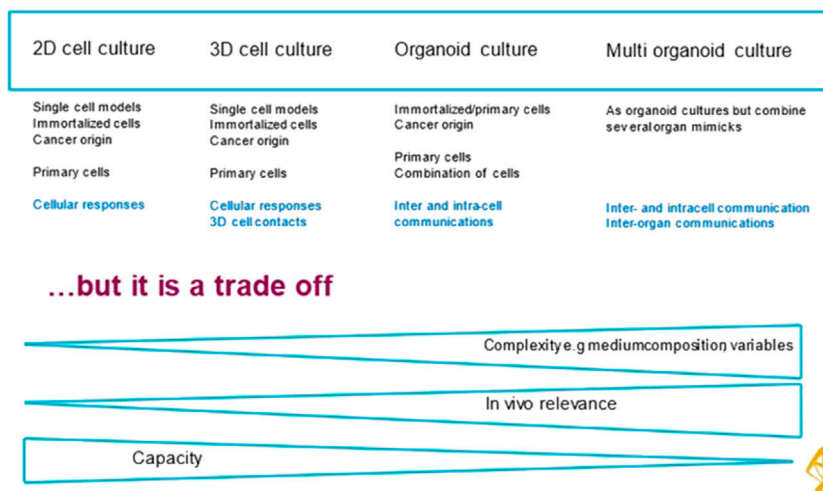 2D cell culture
3D cell culture
Organoid culture
Multi organoid culture
Single cell models
Immortalized cells
Cancer origin
Primary cells
Cellular responses
Single cell models
Immortalized cells
Cancer origin
Primary cells
Cellular responses
3D cell contacts
Immortalized/primary cells
Cancer origin
Primary cells
Combination of cells
Inter and intra-cell
communications
As organoid cultures but combine
several organ mimicks
Inter- and intracell communication
Inter-organ communications
...but it is a trade off
Complexity e.g medium composition, variables
In vivo relevance
Capacity